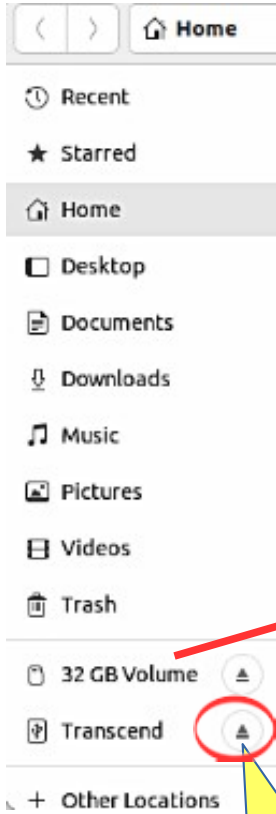 Home
Recent
Starred
Home
Desktop
Documents
Downloads
Music
Pictures
Videos
Trash
32 GB Volume
Transcend
+ Other Locations